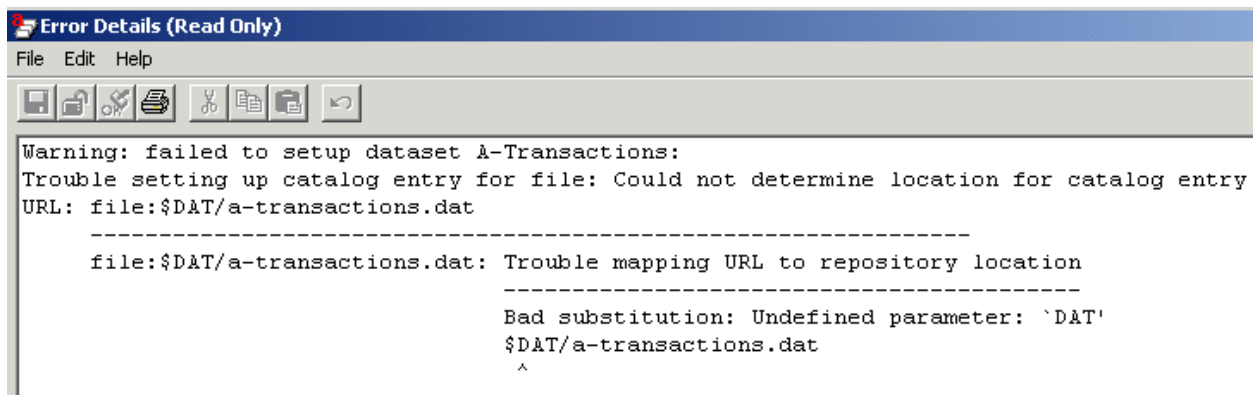 Error Details (Read Only)
File Edit Help
Warning: failed to setup dataset A-Transactions:
Trouble setting up catalog entry for file: Could not determine location for catalog entry
URL: file:$DAT/a-transactions.dat
----------------------------------------------------------------
file:$DAT/a-transactions.dat: Trouble mapping URL to repository location
------------------------------------------
Bad substitution: Undefined parameter: `DAT'
$DAT/a-transactions.dat
^